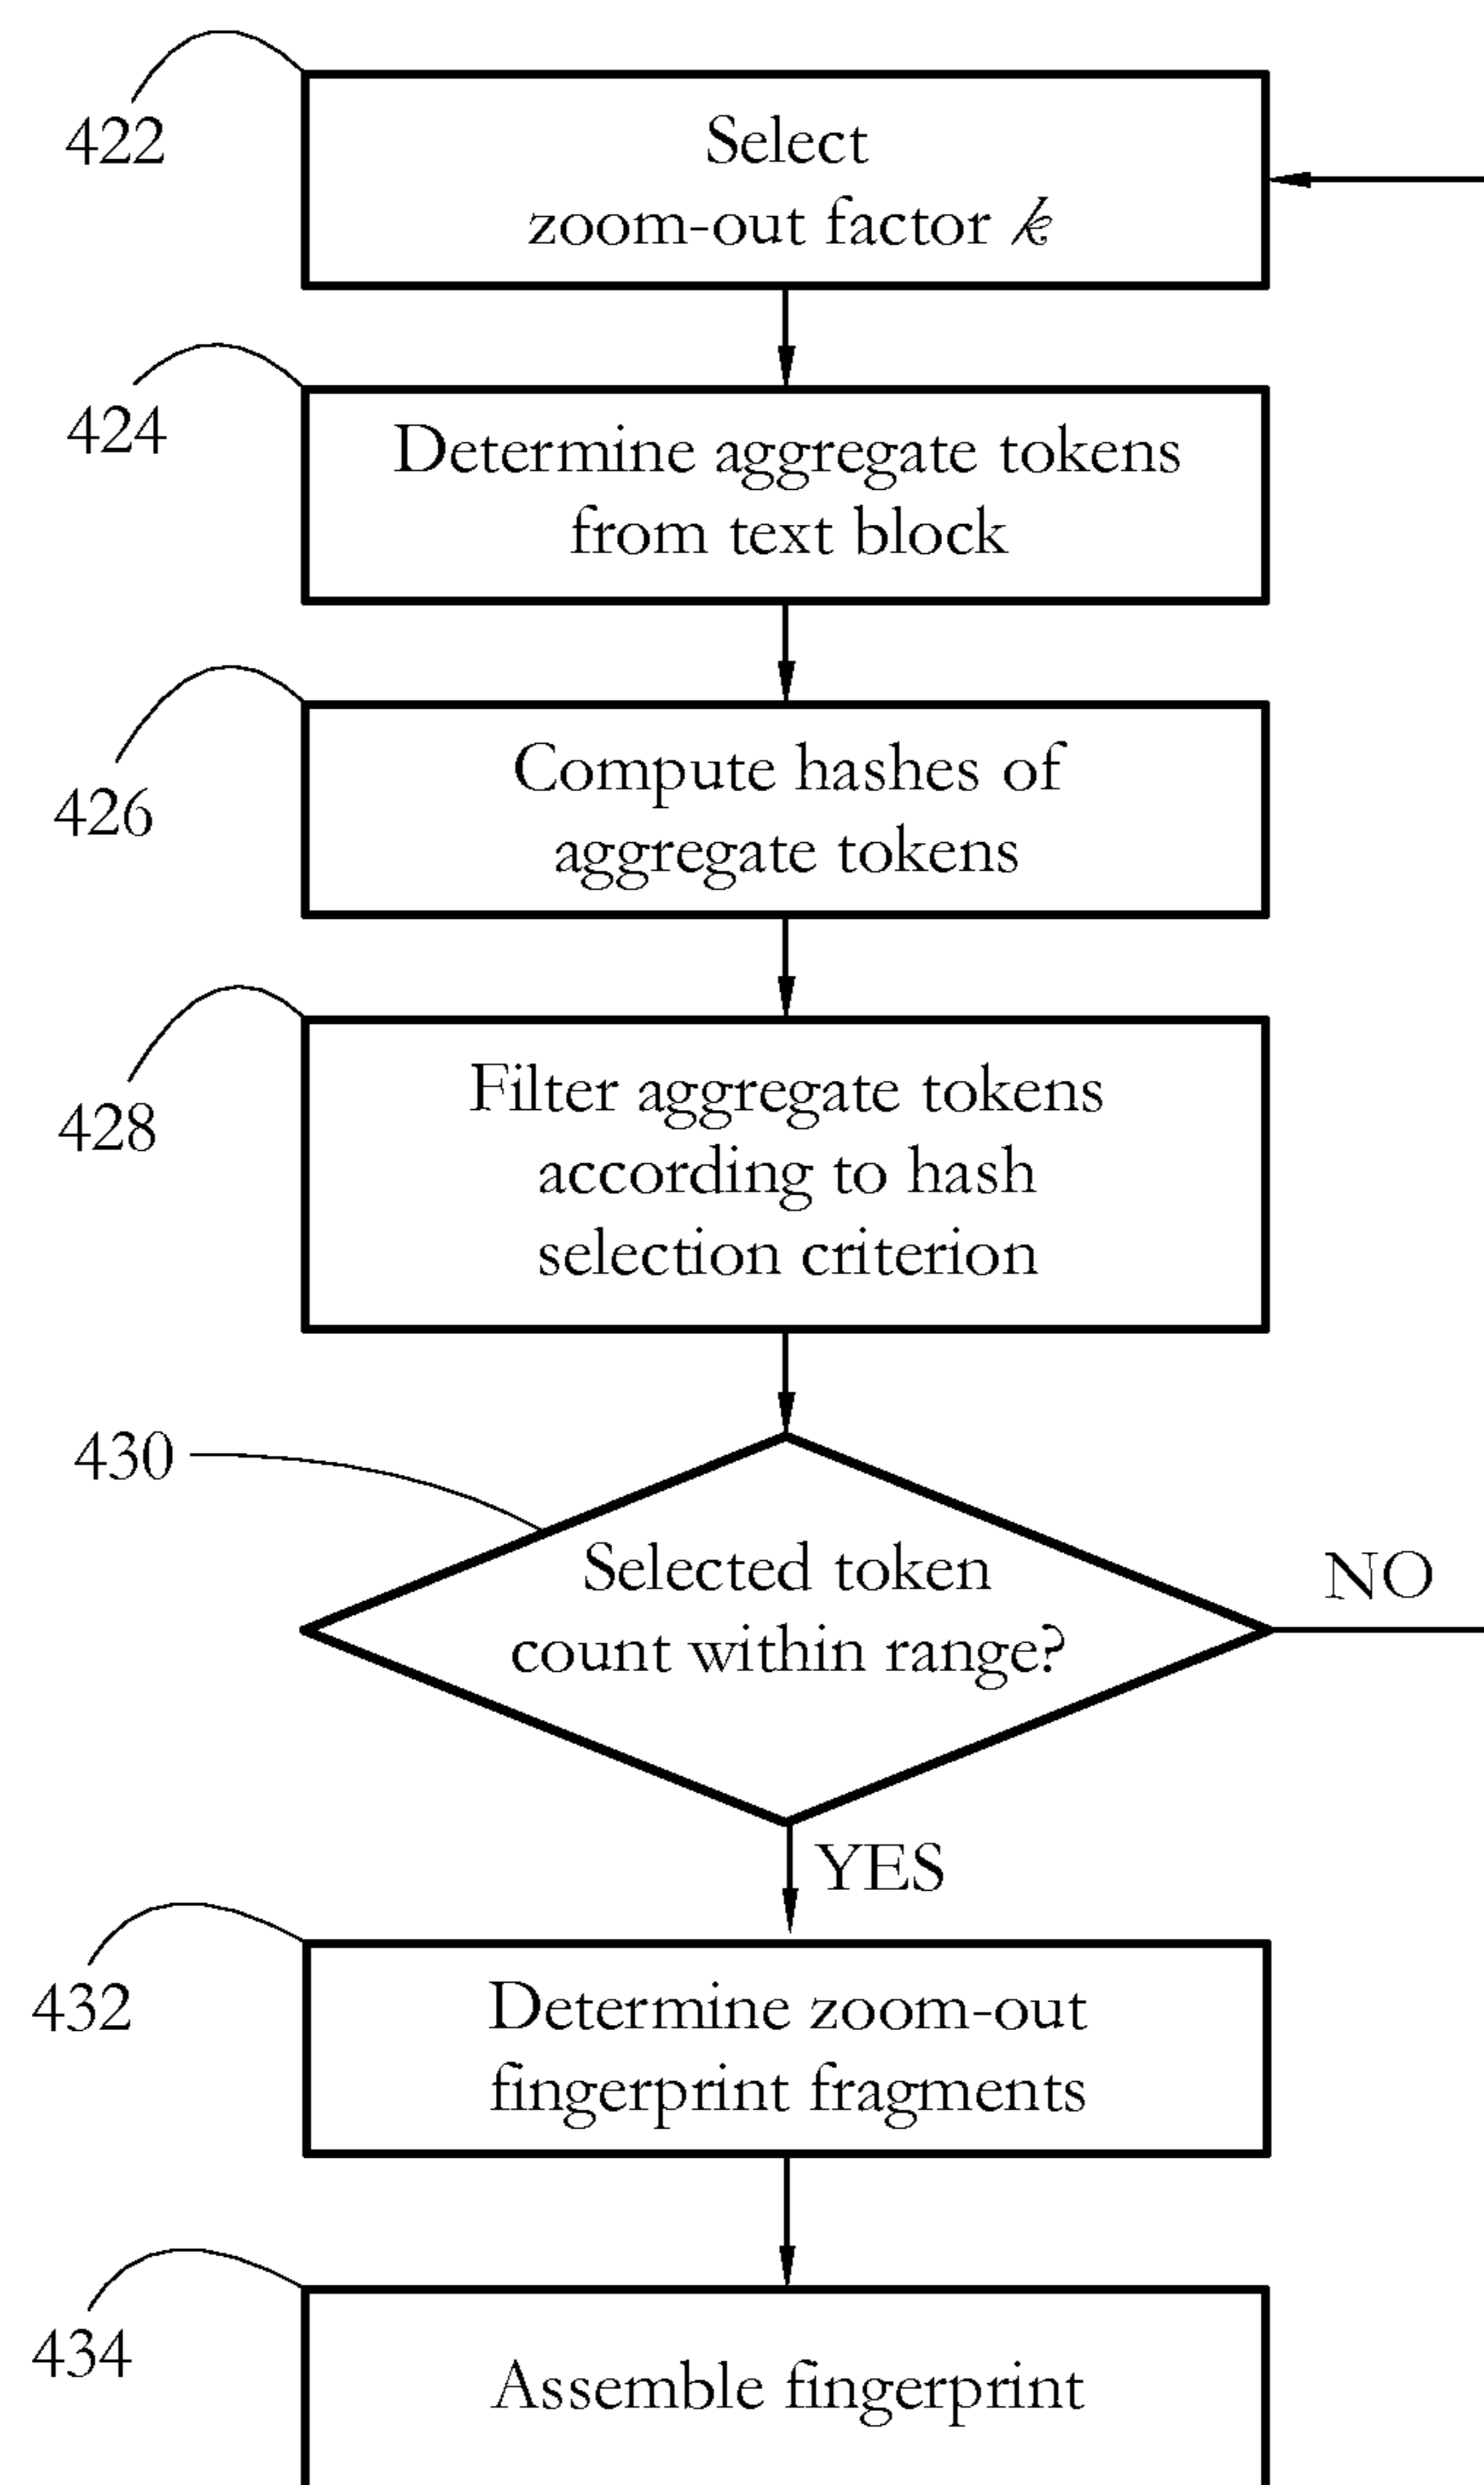 422
Select
zoom-out factor k
424
Determine aggregate tokens
from text block
426
Compute hashes of
aggregate tokens
428
Filter aggregate tokens
according to hash
selection criterion
430
Selected token
count within range?
NO
YES
432
Determine zoom-out
fingerprint fragments
434
Assemble fingerprint